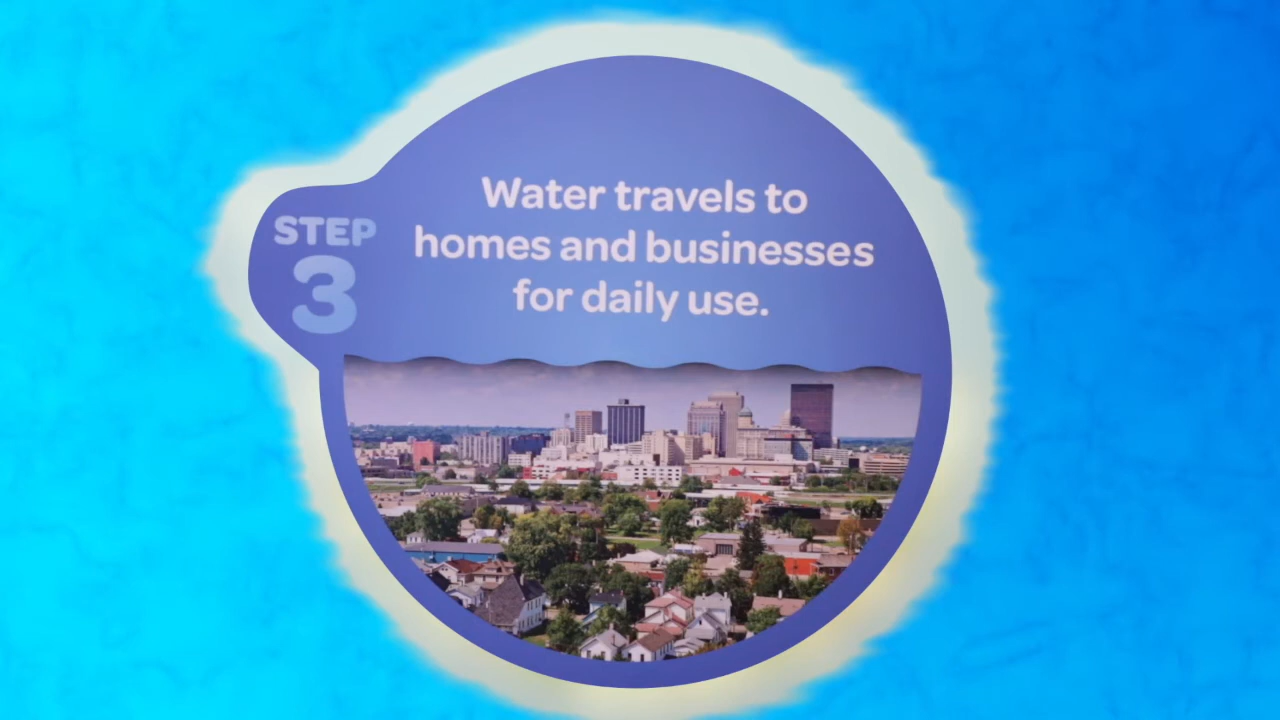 STEP
3
Water travels to
homes and businesses
for daily use.